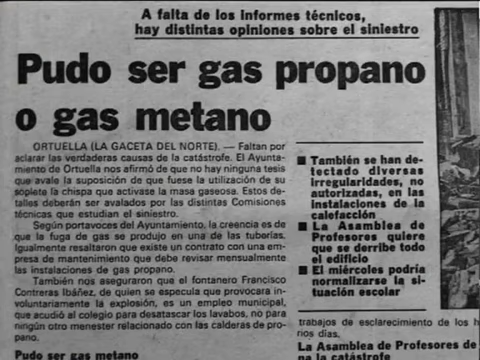 A falta de los informes técnicos,
hay distintas opiniones sobre el siniestro
Pudo ser gas propano
o gas metano
ORTUELLA (LA GACETA DEL NORTE). — Faltan por
aclarar las verdaderas causas de la catástrofe. El Ayunta-
miento de Ortuella nos afirmó de que no hay ninguna tesis
que avale la suposición de que fuese la utilización de su
soplete la chispa que activase la masa gaseosa. Estos de-
talles deberán ser avalados por las distintas Comisiones
técnicas que estudian el siniestro.
Según portavoces del Ayuntamiento, la creencia es de
que la fuga de gas se produjo en una de las tuborías.
Igualmente resaltaron que existe un contrato con una em-
presa de mantenimiento que debe revisar mensualmente
las instalaciones de gas propano.
También nos aseguraron que el fontanero Francisco
Contreras Ibáñez, de quien se especula que provocara in-
voluntariamente la explosión, es un empleo municipal,
que acudió al colegio para desatascar los lavabos, no para
ningún otro menester relacionado con las calderas de pro-
pano.
Pudo ser gas metano
■ También se han de-
tectado diversas
irregularidades, no
autorizadas, en las
instalaciones de la
calefacción
■ La Asamblea de
Profesores quiere
que se derribe todo
el edificio
■ El miércoles podría
normalizarse la si-
tuación escolar
trabajos de esclarecimiento de los h
rios días.
La Asamblea de Profesores de
na la catástrofe